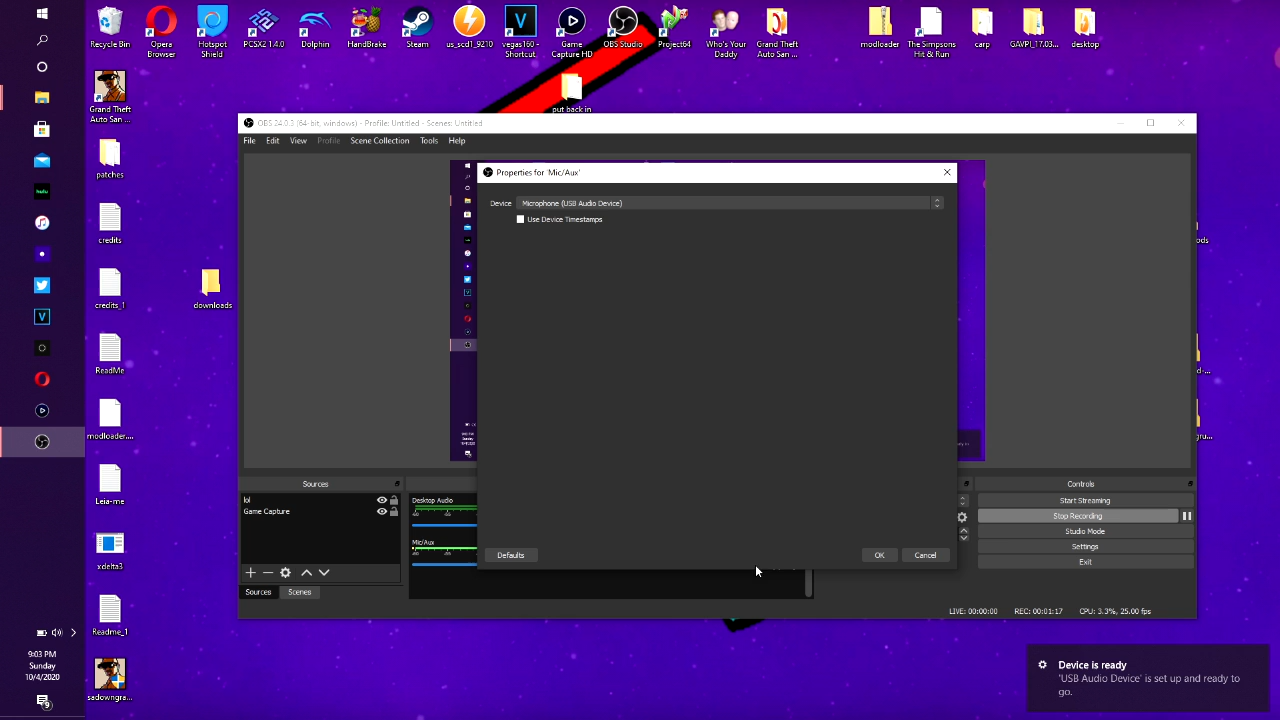 Recycle Bin
Opera
Browser
Hotspot
Shield
PCSX2 1.4.0
Dolphin
HandBrake
Steam
us_scd1_9210
vegas160 -
Shortcut
Game
Capture HD
OBS Studio
Project64
Who's Your
Daddy
Grand Theft
Auto San ...
modloader
The Simpsons
Hit & Run
carp
GAVPI_17.03...
desktop
Grand Theft
Auto San ...
put back in
patches
credits
credits_1
downloads
ReadMe
modloader....
Leia-me
xdelta3
Readme_1
sadowngra...
hulu
V
OBS 24.0.3 (64-bit, windows) - Profile: Untitled - Scenes: Untitled
File Edit View Profile Scene Collection Tools Help
Properties for 'Mic/Aux'
Device Microphone (USB Audio Device)
Use Device Timestamps
Defaults OK Cancel
Sources
lol
Game Capture
Sources Scenes
Desktop Audio
-60 -55
Mic/Aux
-60 -55
Controls
Start Streaming
Stop Recording
Studio Mode
Settings
Exit
LIVE: 00:00:00 REC: 00:01:17 CPU: 3.3%, 25.00 fps
9:03 PM
Sunday
10/4/2020
Device is ready
'USB Audio Device' is set up and ready to
go.